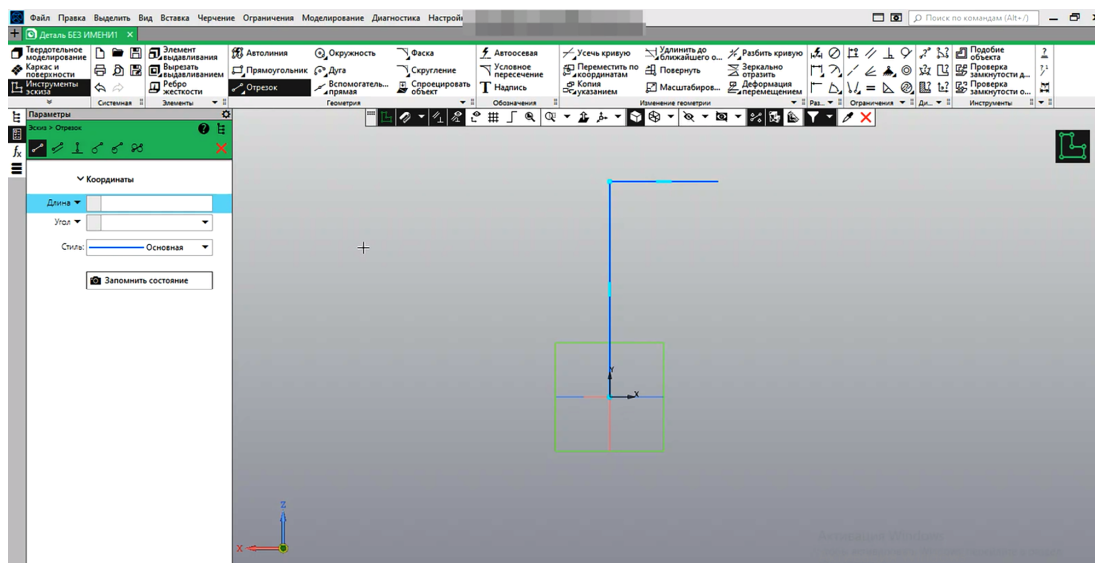 Файл Правка Выделить Вид Вставка Черчение Ограничения Моделирование Диагностика Настрой
Поиск по командам (Alt+/)
Деталь БЕЗ ИМЕНИ1
Твердотельное моделирование
Каркас и поверхности
Инструменты эскиза
Системная
Элемент выдавливания
Вырезать выдавливанием
Ребро жесткости
Элементы
Автолиния
Прямоугольник
Отрезок
Окружность
Дуга
Вспомогатель... прямая
Фаска
Скругление
Спроецировать объект
Геометрия
Автоосевая
Условное пересечение
Надпись
Обозначения
Усечь кривую
Переместить по координатам
Копия указанием
Удлинить до ближайшего о...
Повернуть
Масштабиров...
Разбить кривую
Зеркально отразить
Деформация перемещением
Изменение геометрии
Раз...
Ограничения
Ди...
Подобие объекта
Проверка замкнутости д...
Проверка замкнутости о...
Инструменты
Параметры
Эскиз > Отрезок
Координаты
Длина
Угол
Стиль: Основная
Запомнить состояние
Y
X
Z
X